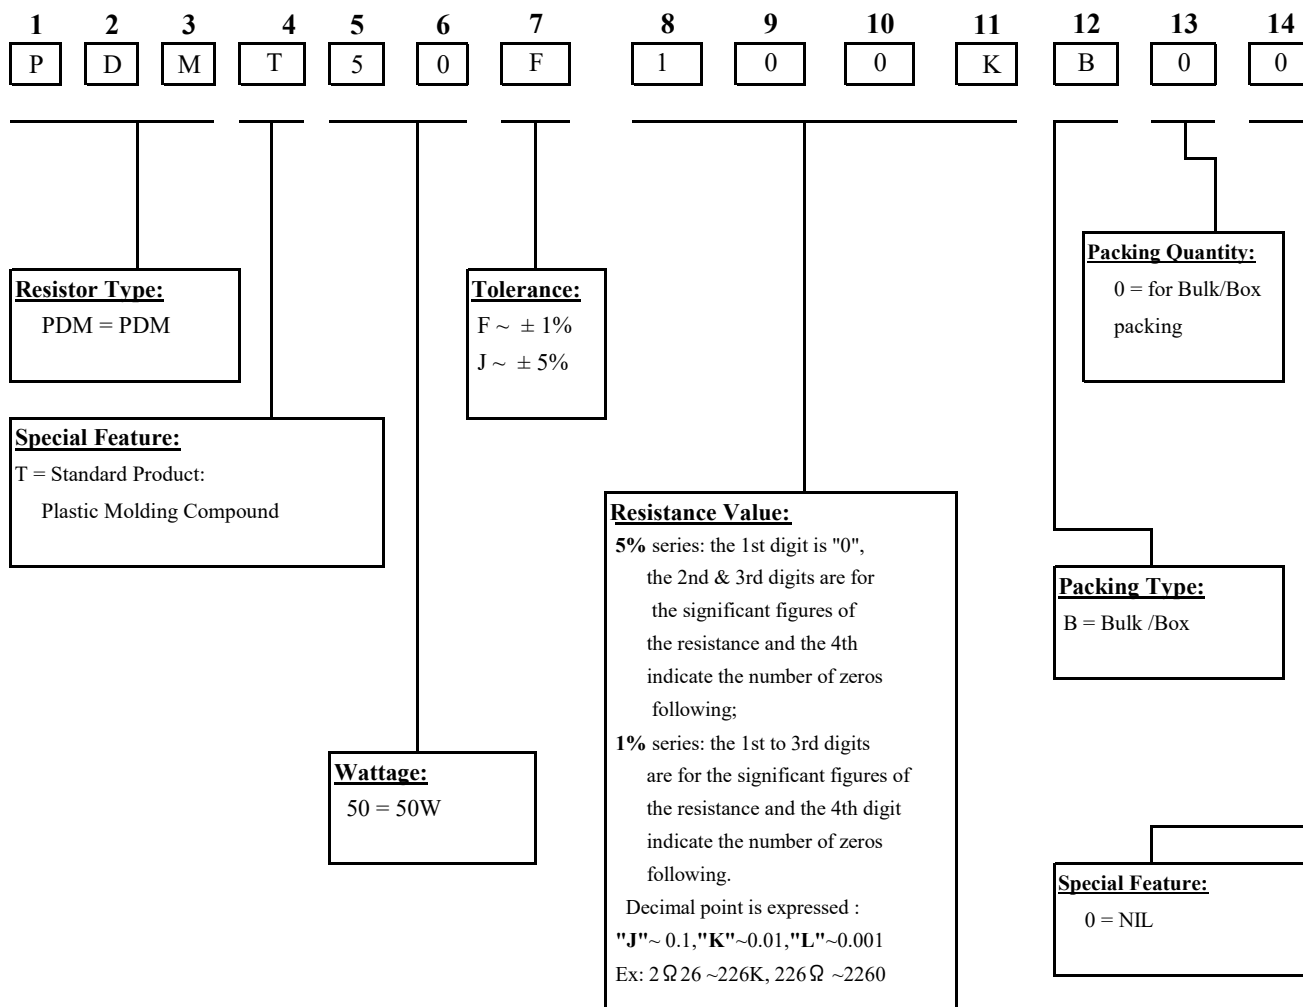 1 2 3 4 5 6 7 8 9 10 11 12 13 14
P D M T 5 0 F 1 0 0 K B 0 0
Packing Quantity:
0 = for Bulk/Box
packing
Resistor Type:
PDM = PDM
Tolerance:
F ~ ± 1%
J ~ ± 5%
Special Feature:
T = Standard Product:
Plastic Molding Compound
Resistance Value:
5% series: the 1st digit is "0",
the 2nd & 3rd digits are for
the significant figures of
the resistance and the 4th
indicate the number of zeros
following;
1% series: the 1st to 3rd digits
are for the significant figures of
the resistance and the 4th digit
indicate the number of zeros
following.
Decimal point is expressed :
"J"~ 0.1,"K"~0.01,"L"~0.001
Ex: 2Ω26 ~226K, 226Ω ~2260
Packing Type:
B = Bulk /Box
Wattage:
50 = 50W
Special Feature:
0 = NIL